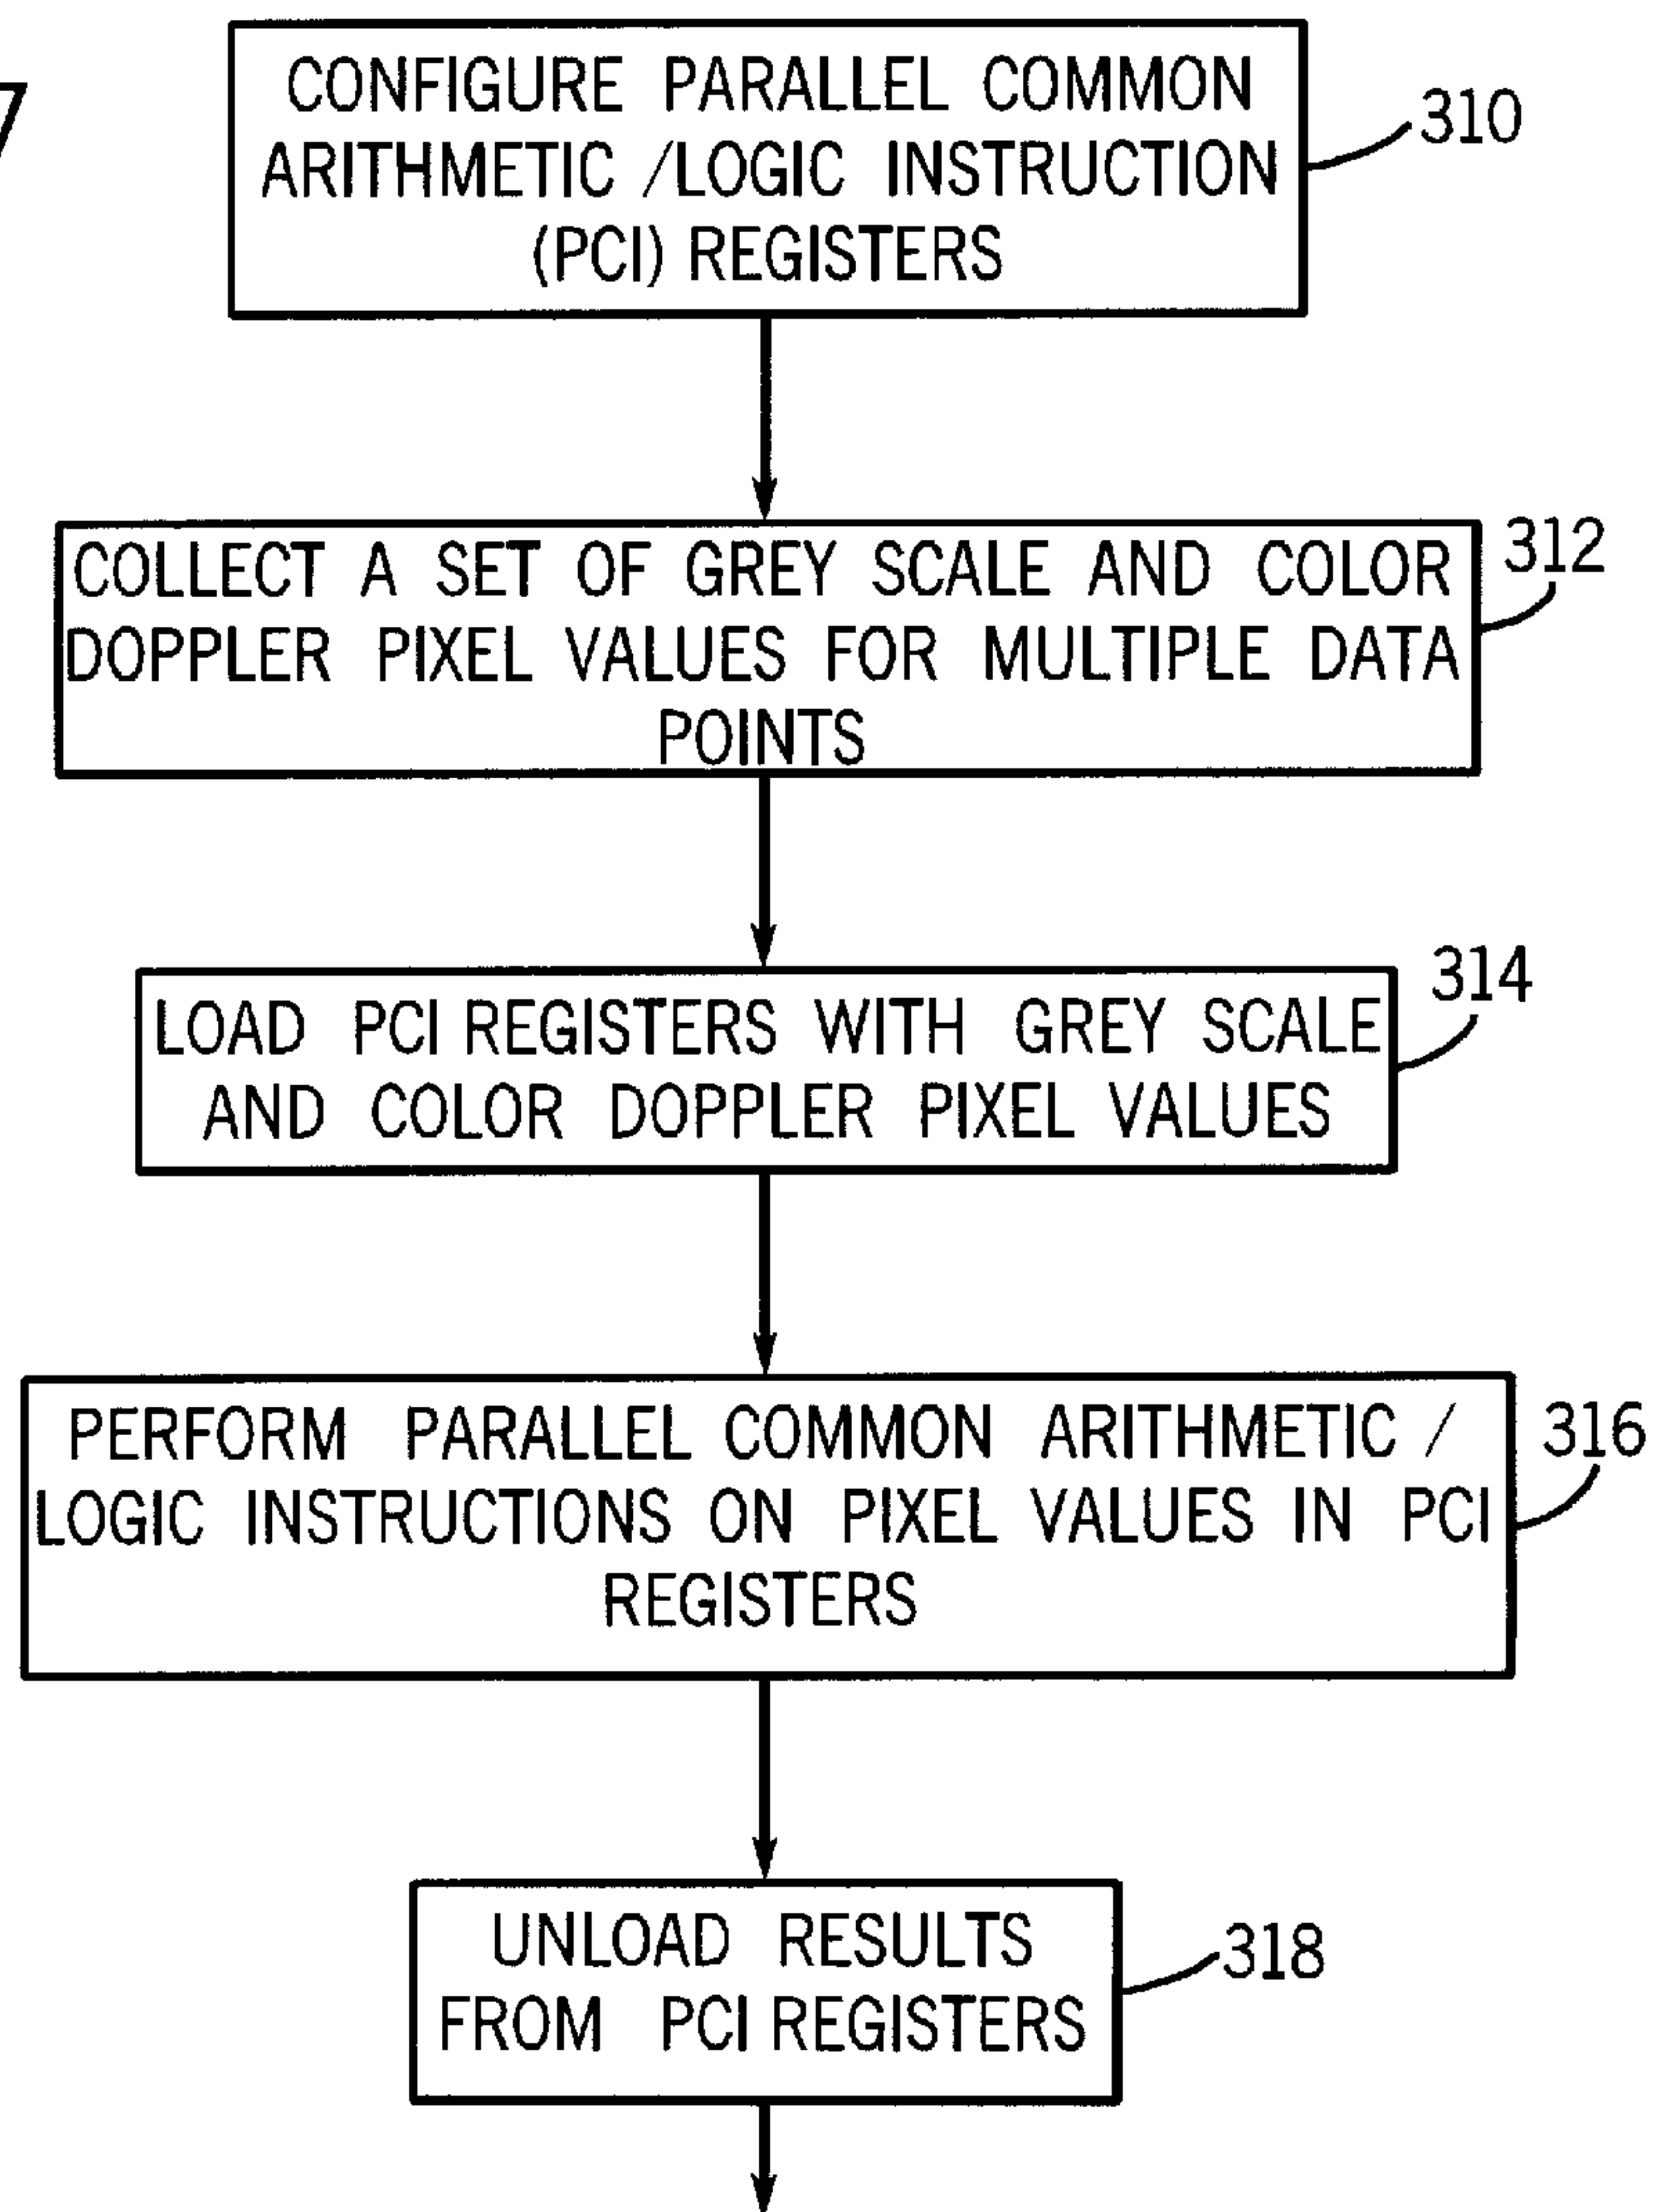 7
CONFIGURE PARALLEL COMMON
ARITHMETIC /LOGIC INSTRUCTION
(PCI) REGISTERS
310
COLLECT A SET OF GREY SCALE AND COLOR
DOPPLER PIXEL VALUES FOR MULTIPLE DATA
POINTS
312
LOAD PCI REGISTERS WITH GREY SCALE
AND COLOR DOPPLER PIXEL VALUES
314
PERFORM PARALLEL COMMON ARITHMETIC /
LOGIC INSTRUCTIONS ON PIXEL VALUES IN PCI
REGISTERS
316
UNLOAD RESULTS
FROM PCI REGISTERS
318